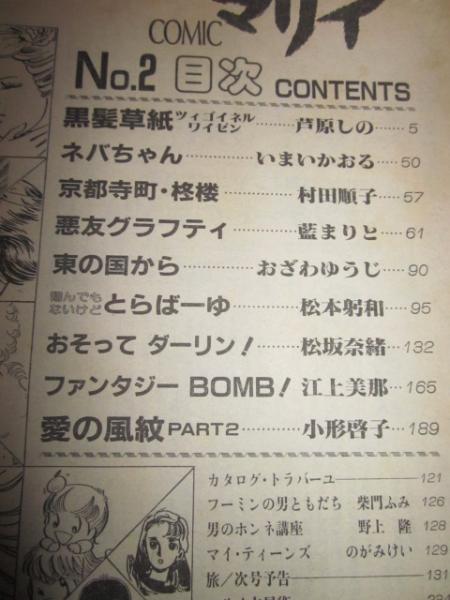 COMIC マリイ
No.2 目次 CONTENTS
黒髪草紙 ツィゴイネルワイゼン………芦原しの…5
ネバちゃん…………いまいかおる…50
京都寺町・柊楼………村田順子…57
悪友グラフティ………藍まりと…61
東の国から…………おざわゆうじ…90
頼んでもないけど とらばーゆ………松本躬和…95
おそって ダーリン！………松坂奈緒…132
ファンタジー BOMB！江上美那…165
愛の風紋 PART2…………小形啓子…189
カタログ・トラバーユ――――121
フーミンの男ともだち 柴門ふみ 126
男のホンネ講座 野上 隆 128
マイ・ティーンズ のがみけい 129
旅／次号予告――――131